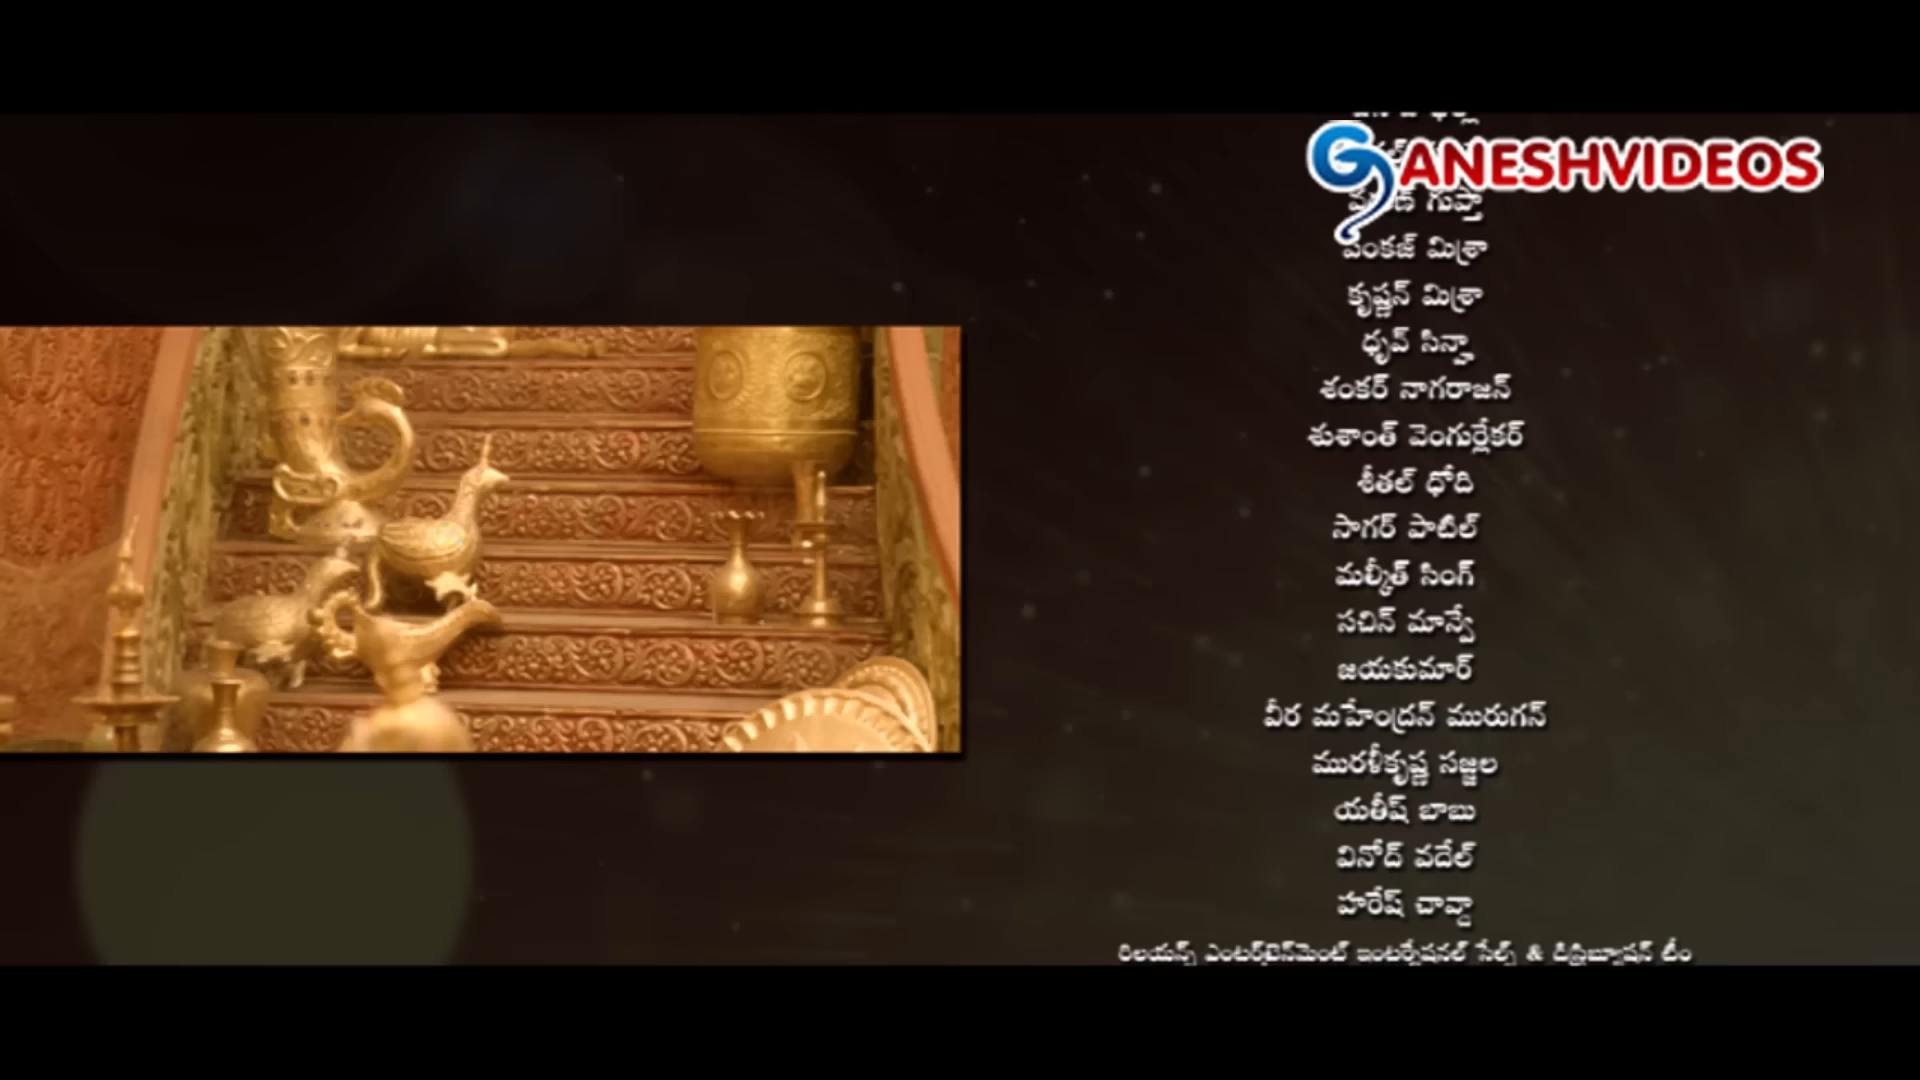 GANESHVIDEOS
గుప్తా
పంకజ్ మిశ్రా
కృష్ణన్ మిశ్రా
ధృవ్ సిన్హా
శంకర్ నాగరాజన్
సుశాంత్ వెంగుర్లేకర్
శీతల్ ధోది
సాగర్ పాటిల్
మల్కీత్ సింగ్
సచిన్ మాన్వే
జయకుమార్
వీర మహేంద్రన్ మురుగన్
మురళీకృష్ణ సజ్జల
యతీష్ బాబు
వినోద్ వదేల్
హరేష్ చావ్డా
రిలయన్స్ ఎంటర్‌టైన్‌మెంట్ ఇంటర్నేషనల్ సేల్స్ & డిస్ట్రిబ్యూషన్ టీం